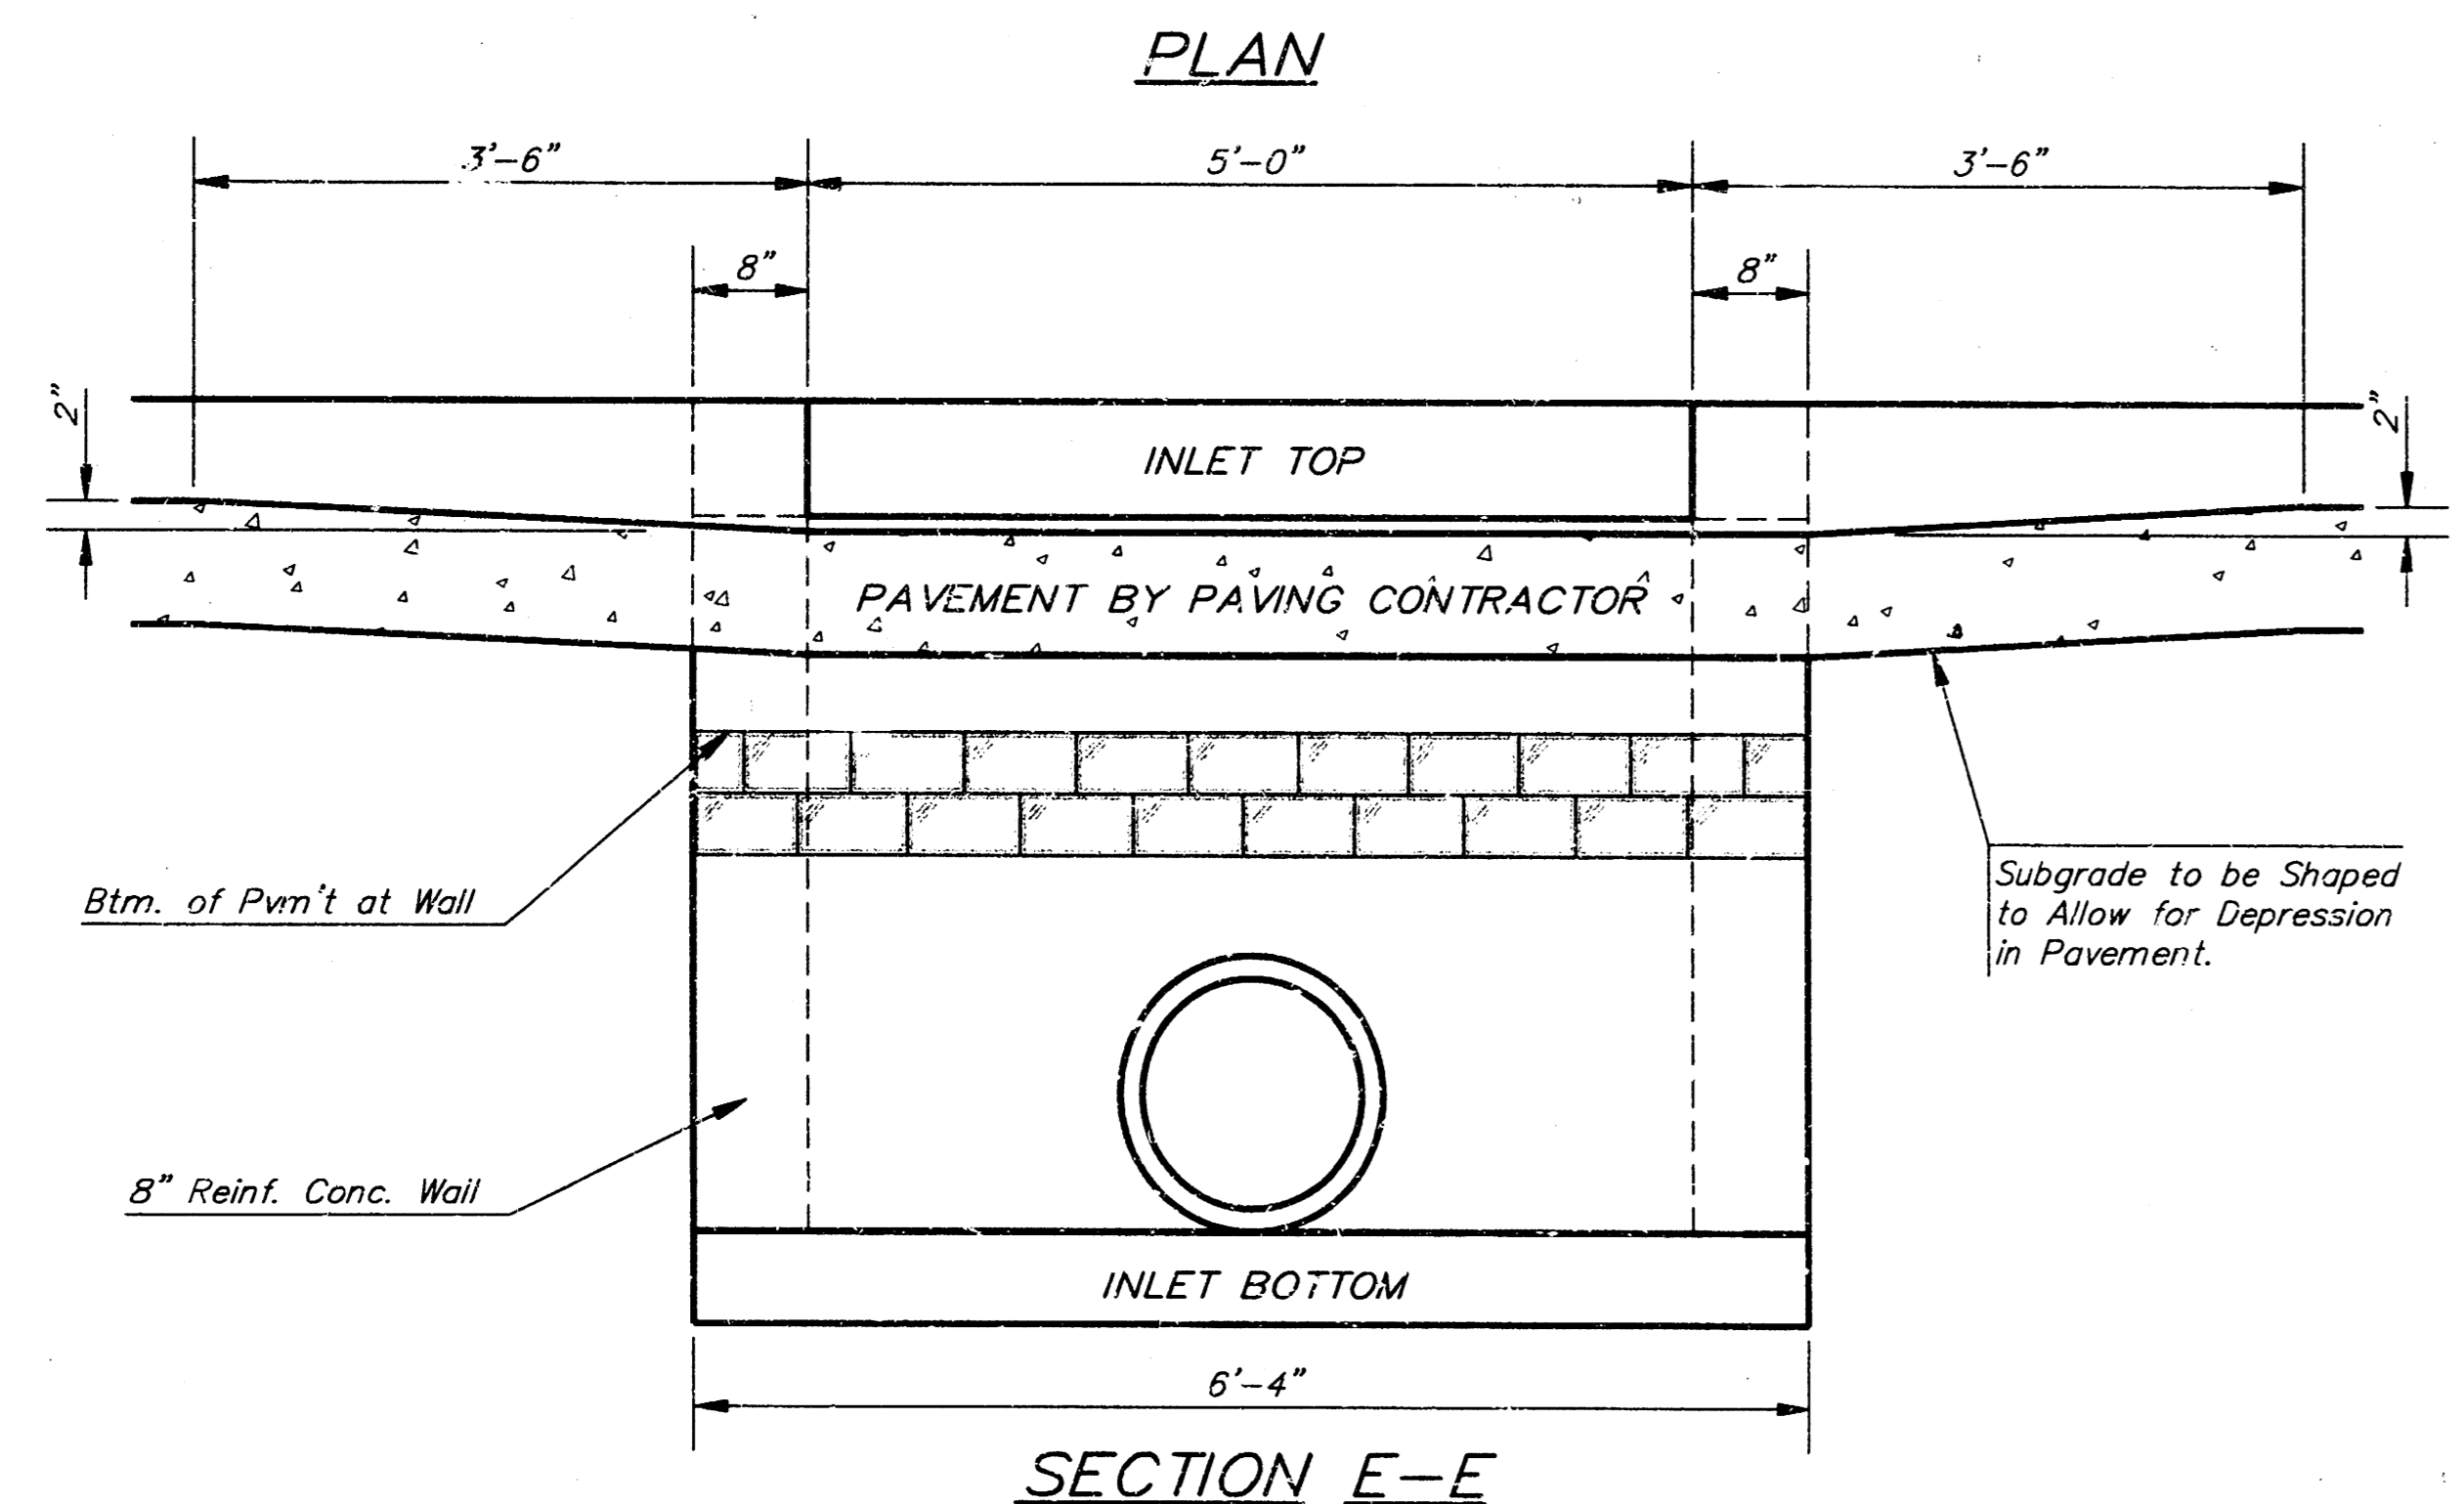 PLAN
3'-6"
5'-0"
3'-6"
8"
8"
2"
2"
INLET TOP
PAVEMENT BY PAVING CONTRACTOR
Btm. of Pvm't at Wall
Subgrade to be Shaped
to Allow for Depression
in Pavement.
8" Reinf. Conc. Wall
INLET BOTTOM
6'-4"
SECTION E-E